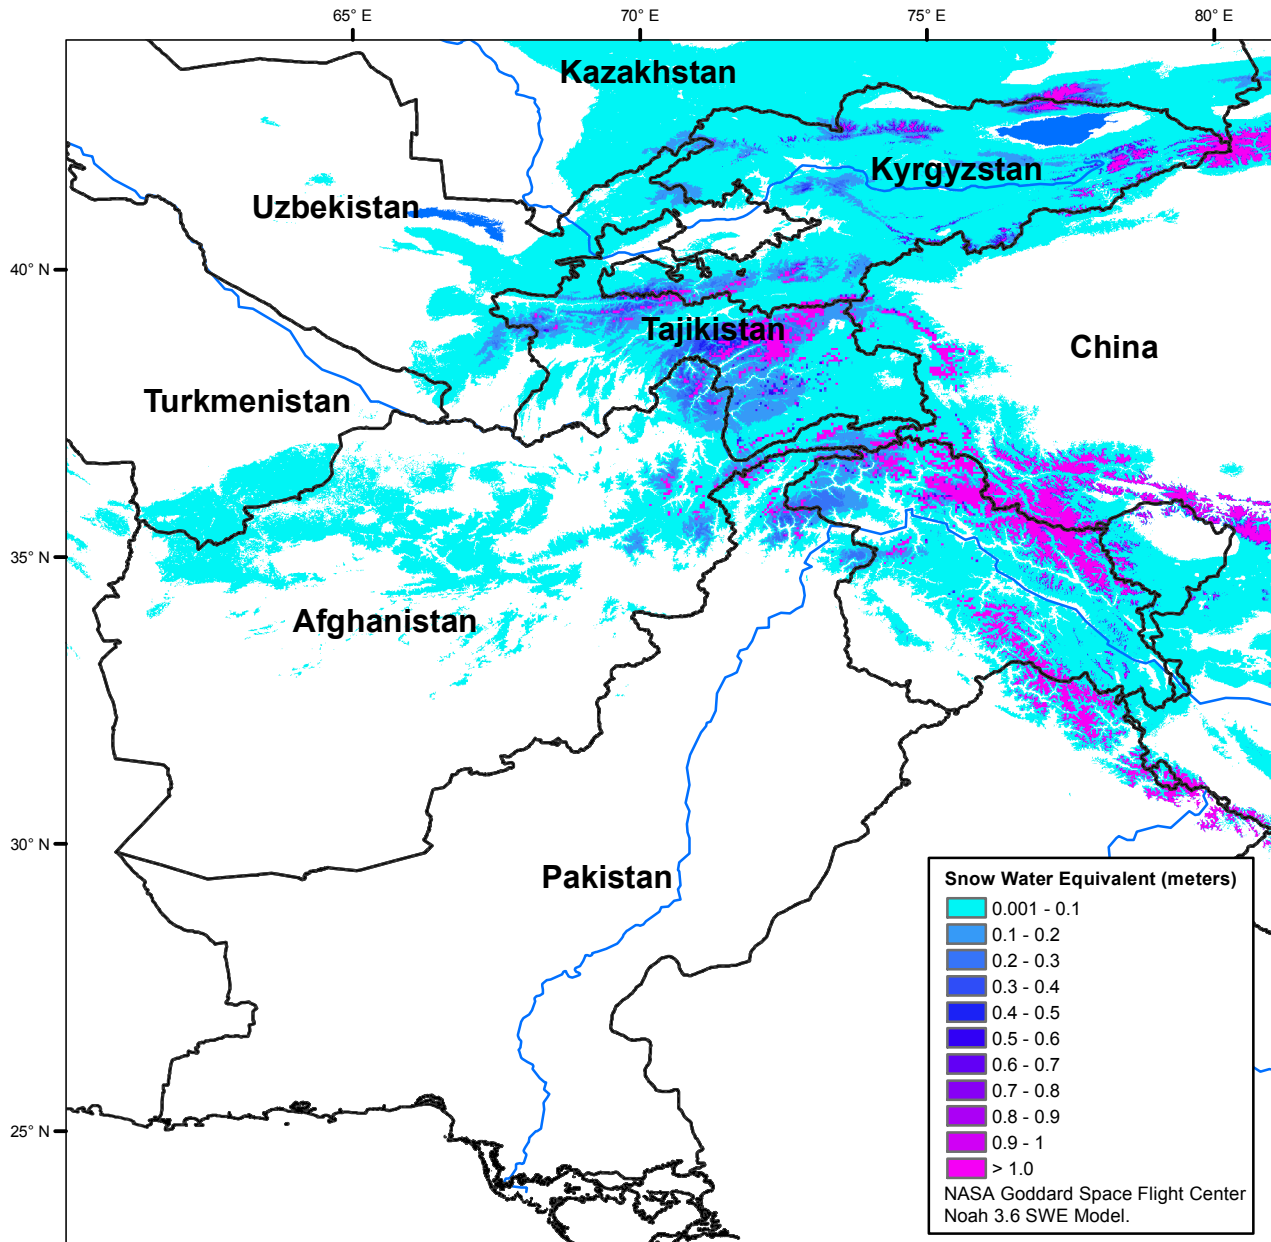 65° E
70° E
75° E
80° E
Kazakhstan
Kyrgyzstan
Uzbekistan
40° N
Tajikistan
China
Turkmenistan
35° N
Afghanistan
30° N
Pakistan
25° N
Snow Water Equivalent (meters)
0.001 - 0.1
0.1 - 0.2
0.2 - 0.3
0.3 - 0.4
0.4 - 0.5
0.5 - 0.6
0.6 - 0.7
0.7 - 0.8
0.8 - 0.9
0.9 - 1
> 1.0
NASA Goddard Space Flight Center
Noah 3.6 SWE Model.